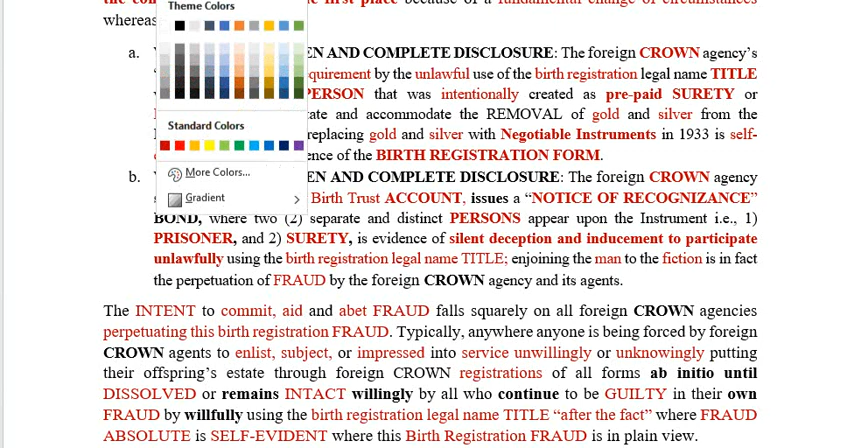 the first place because of a fundamental change of circumstances
whereas
Theme Colors
a. EN AND COMPLETE DISCLOSURE: The foreign CROWN agency’s
quirement by the unlawful use of the birth registration legal name TITLE
PERSON that was intentionally created as pre-paid SURETY or
ate and accommodate the REMOVAL of gold and silver from the
Standard Colors
replacing gold and silver with Negotiable Instruments in 1933 is self-
ence of the BIRTH REGISTRATION FORM.
More Colors...
Gradient
b. EN AND COMPLETE DISCLOSURE: The foreign CROWN agency
Birth Trust ACCOUNT, issues a “NOTICE OF RECOGNIZANCE”
BOND, where two (2) separate and distinct PERSONS appear upon the Instrument i.e., 1)
PRISONER, and 2) SURETY, is evidence of silent deception and inducement to participate
unlawfully using the birth registration legal name TITLE; enjoining the man to the fiction is in fact
the perpetuation of FRAUD by the foreign CROWN agency and its agents.
The INTENT to commit, aid and abet FRAUD falls squarely on all foreign CROWN agencies
perpetuating this birth registration FRAUD. Typically, anywhere anyone is being forced by foreign
CROWN agents to enlist, subject, or impressed into service unwillingly or unknowingly putting
their offspring’s estate through foreign CROWN registrations of all forms ab initio until
DISSOLVED or remains INTACT willingly by all who continue to be GUILTY in their own
FRAUD by willfully using the birth registration legal name TITLE “after the fact” where FRAUD
ABSOLUTE is SELF-EVIDENT where this Birth Registration FRAUD is in plain view.